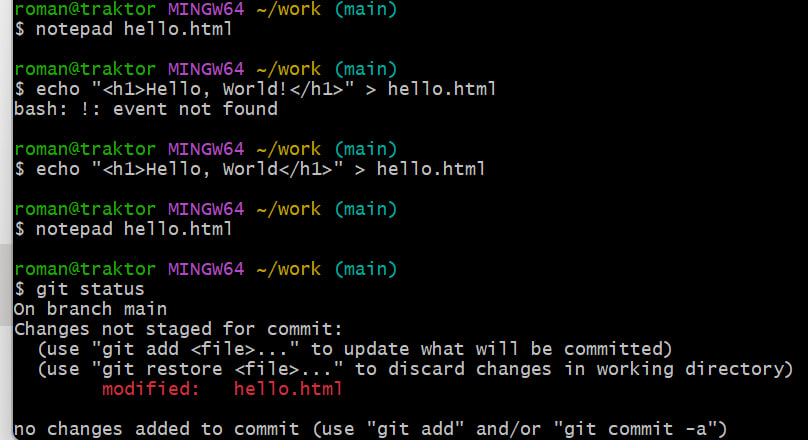 roman@traktor MINGW64 ~/work (main)
$ notepad hello.html
roman@traktor MINGW64 ~/work (main)
$ echo "<h1>Hello, World!</h1>" > hello.html
bash: !: event not found
roman@traktor MINGW64 ~/work (main)
$ echo "<h1>Hello, World</h1>" > hello.html
roman@traktor MINGW64 ~/work (main)
$ notepad hello.html
roman@traktor MINGW64 ~/work (main)
$ git status
On branch main
Changes not staged for commit:
  (use "git add <file>..." to update what will be committed)
  (use "git restore <file>..." to discard changes in working directory)
        modified:   hello.html
no changes added to commit (use "git add" and/or "git commit -a")